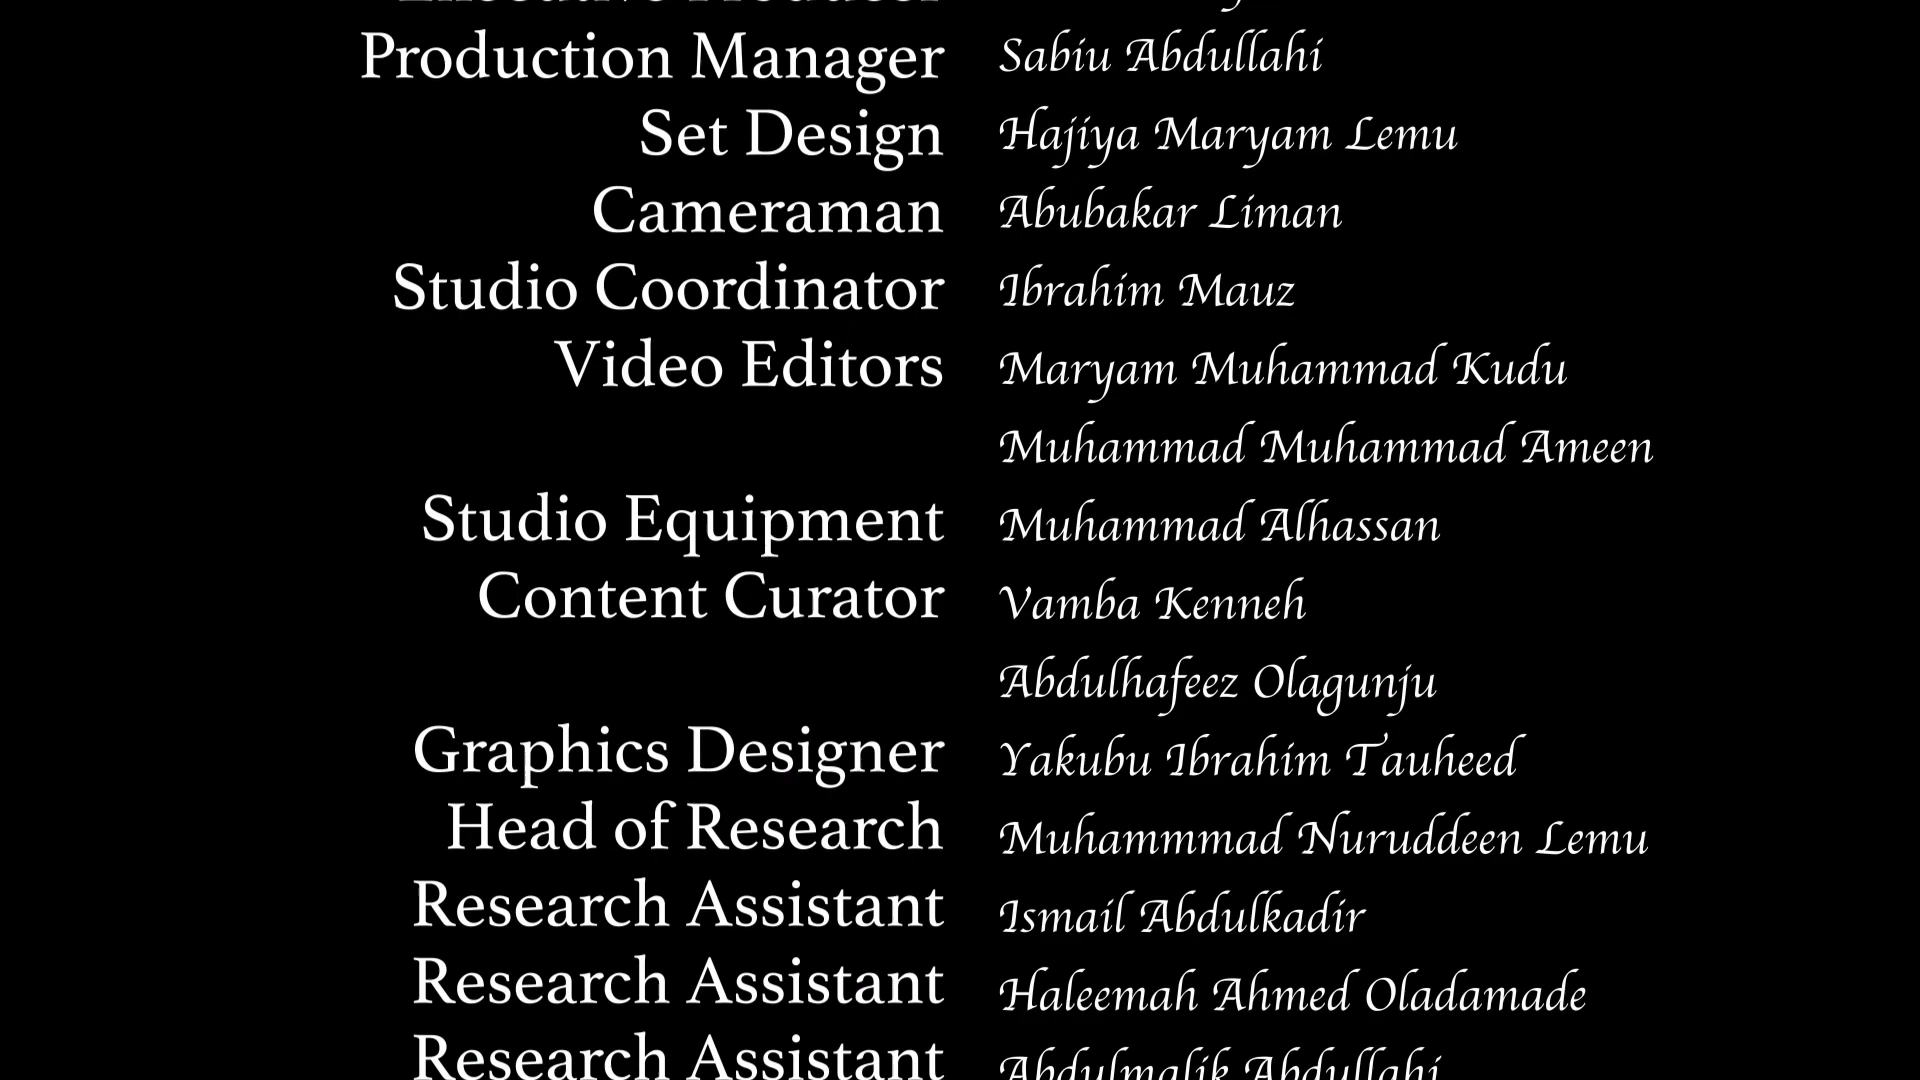 Executive Producer
Production Manager Sabiu Abdullahi
Set Design Hajiya Maryam Lemu
Cameraman Abubakar Liman
Studio Coordinator Ibrahim Mauz
Video Editors Maryam Muhammad Kudu
Muhammad Muhammad Ameen
Studio Equipment Muhammad Alhassan
Content Curator Vamba Kenneh
Abdulhafeez Olagunju
Graphics Designer Yakubu Ibrahim Tauheed
Head of Research Muhammmad Nuruddeen Lemu
Research Assistant Ismail Abdulkadir
Research Assistant Haleemah Ahmed Oladamade
Research Assistant Abdulmalik Abdullahi